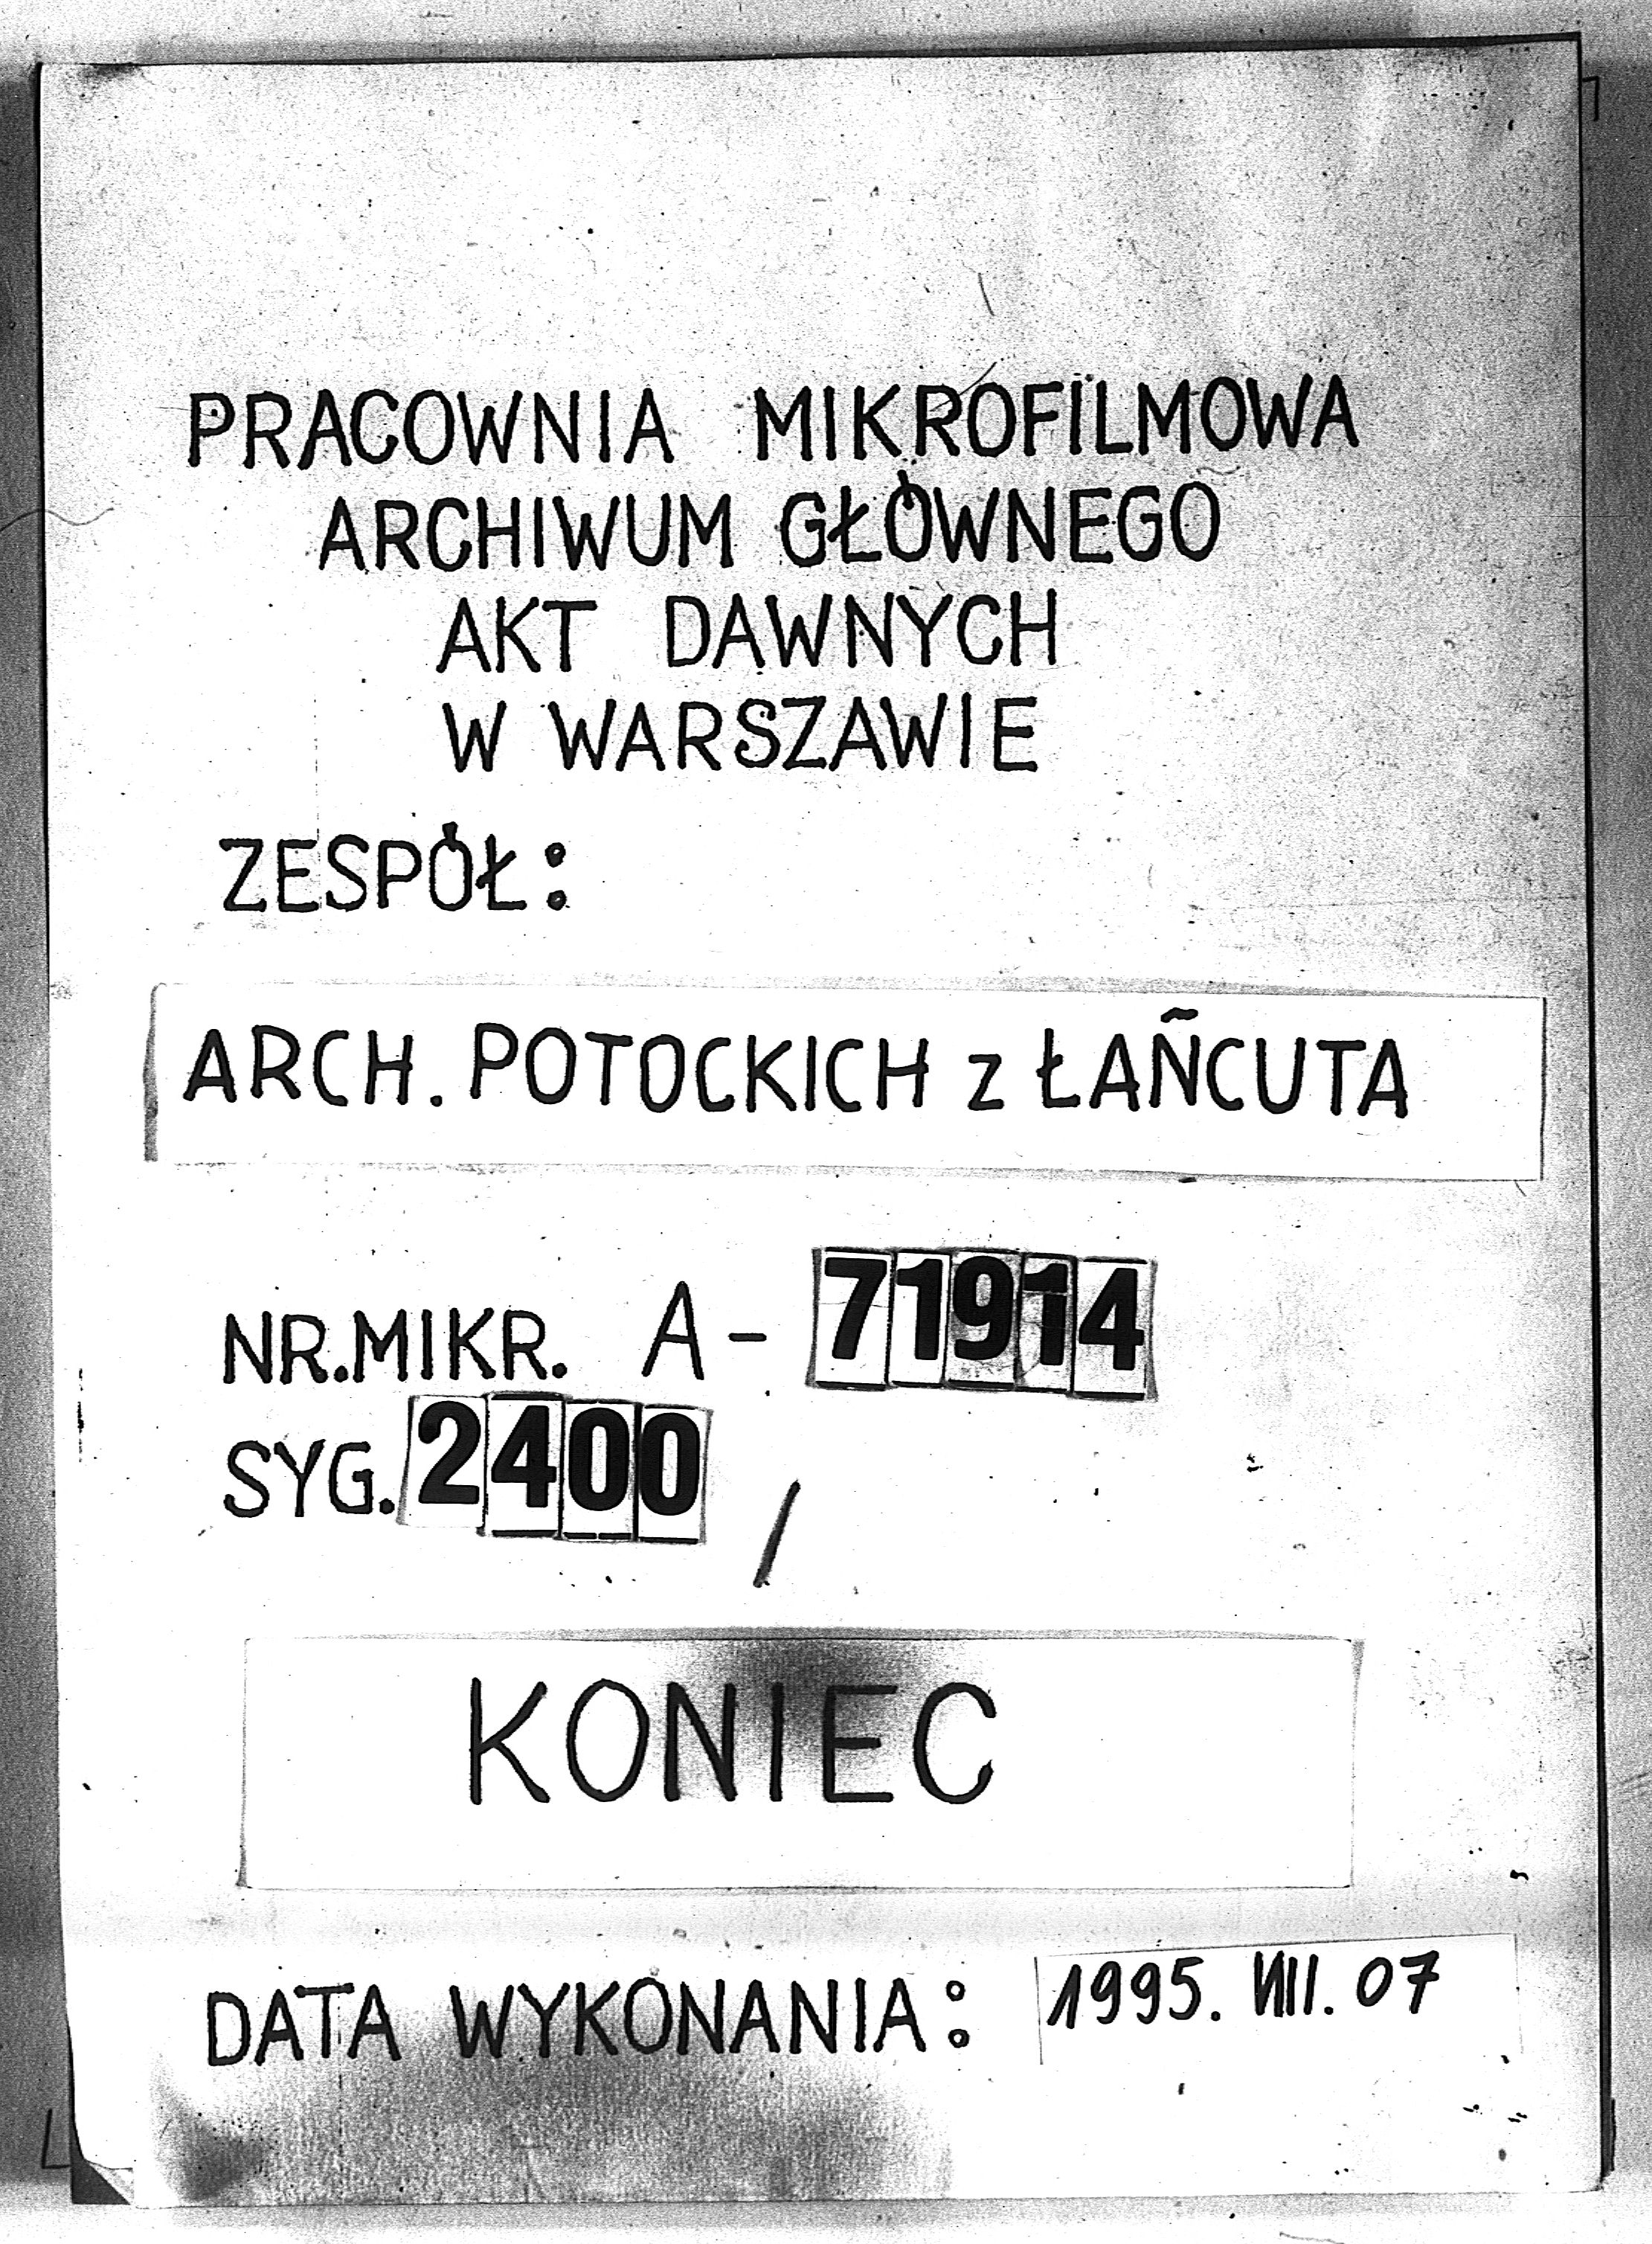 PRACOWNIA MIKROFILMOWA
ARCHIWUM GŁÓWNEGO
AKT DAWNYCH
W WARSZAWIE
ZESPÓŁ:
ARCH. POTOCKICH z ŁAŃCUTA
NR.MIKR. A- 71914
SYG. 2400 /
KONIEC
DATA WYKONANIA: 1995. VIII. 07